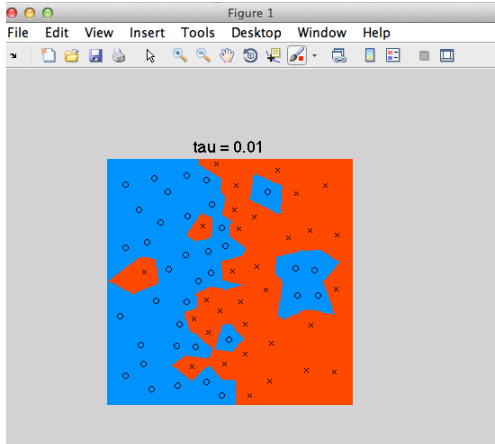 Figure 1
File Edit View Insert Tools Desktop Window Help
tau = 0.01